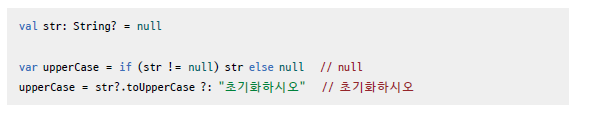 val str: String? = null
var upperCase = if (str != null) str else null   // null
upperCase = str?.toUpperCase ?: "초기화하시오"   // 초기화하시오